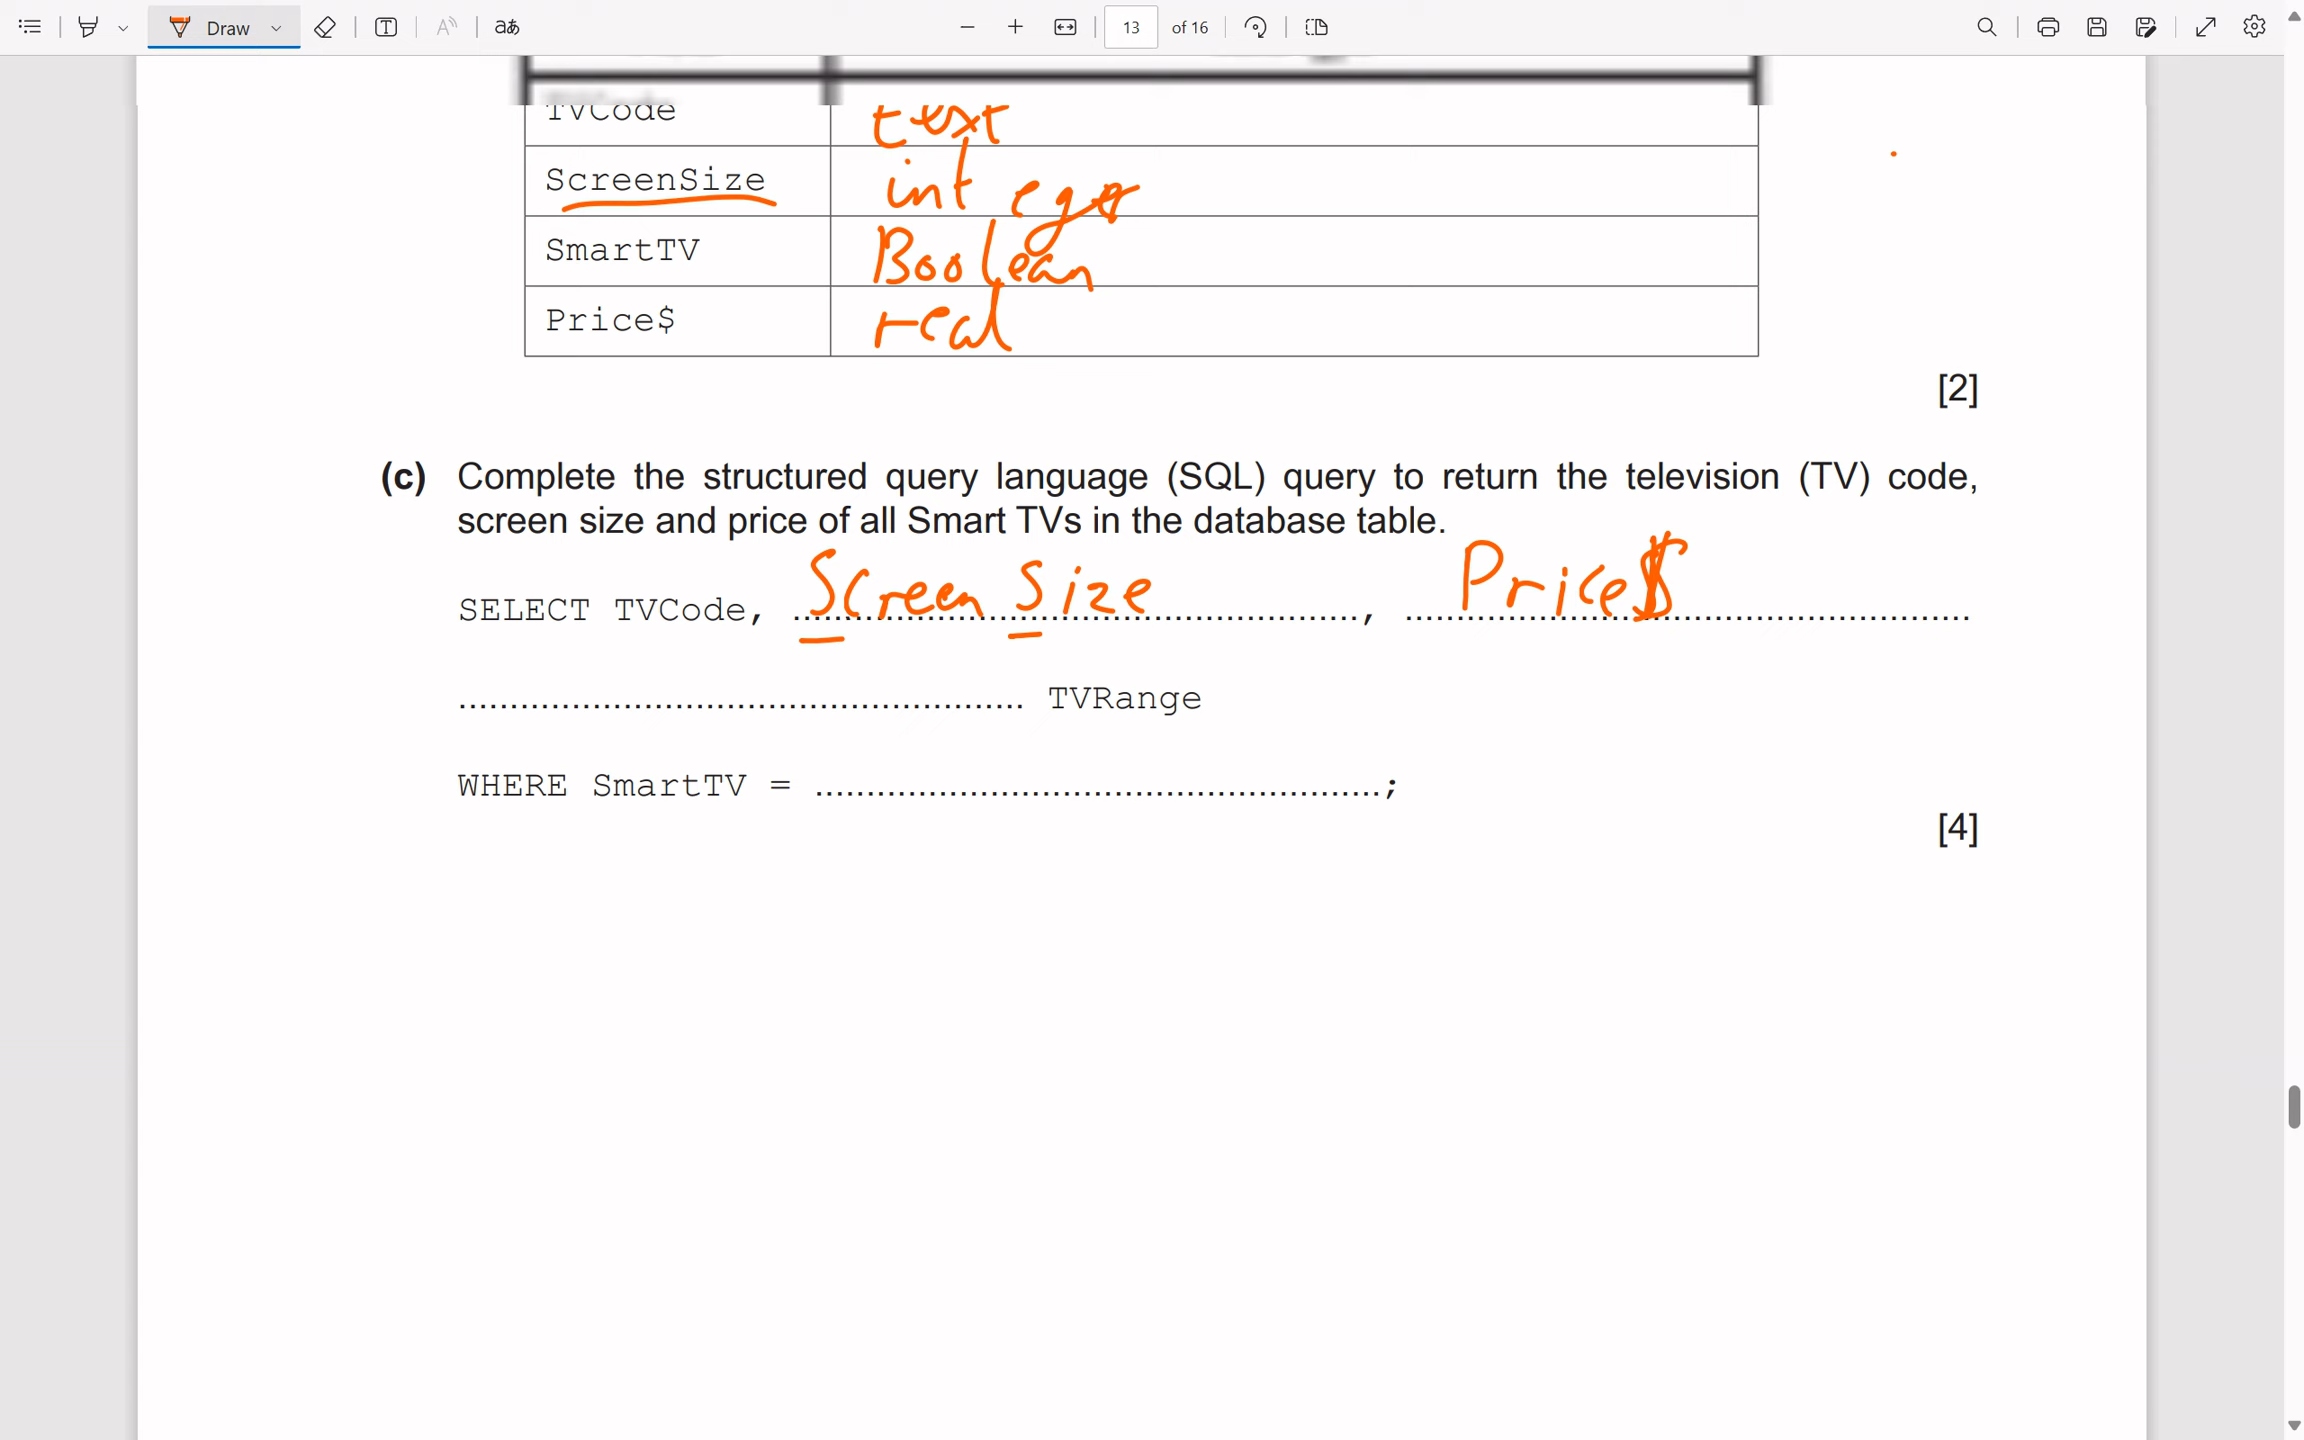 Draw 13 of 16
TVCode text
ScreenSize integer
SmartTV Boolean
Price$ real
[2]
(c) Complete the structured query language (SQL) query to return the television (TV) code,
screen size and price of all Smart TVs in the database table.
SELECT TVCode, ScreenSize, Price$
TVRange
WHERE SmartTV = ;
[4]